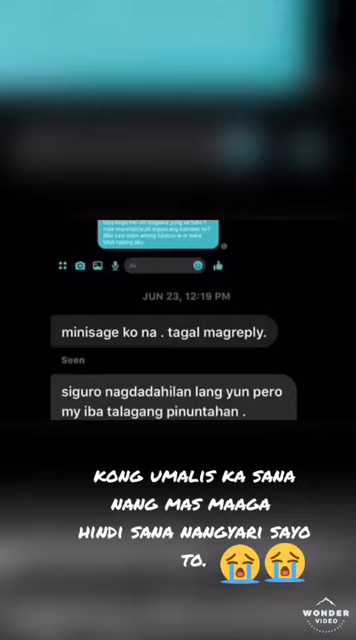 Aa
JUN 23, 12:19 PM
minisage ko na . tagal magreply.
Seen
siguro nagdadahilan lang yun pero
my iba talagang pinuntahan .
KONG UMALIS KA SANA
NANG MAS MAAGA
HINDI SANA NANGYARI SAYO
TO. 😭😭
WONDER
VIDEO